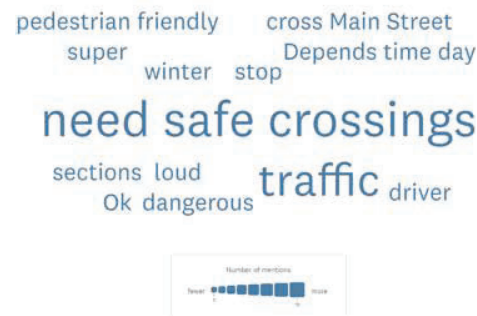 pedestrian friendly cross Main Street
super Depends time day
winter stop
need safe crossings
sections loud traffic driver
Ok dangerous
Number of mentions
fewer more